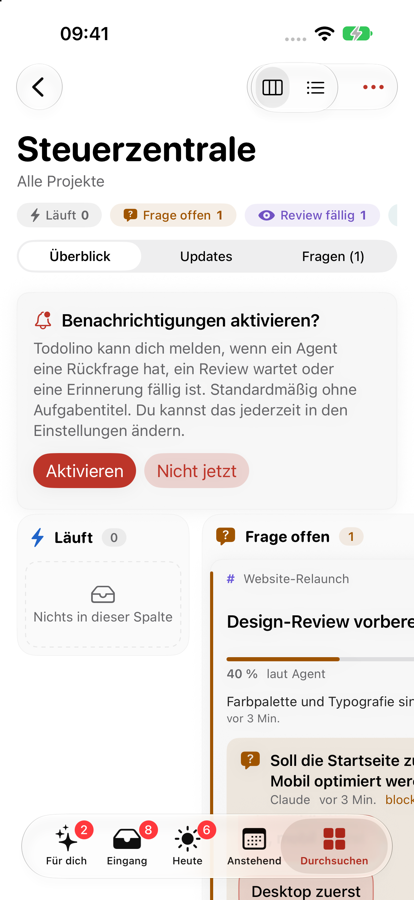 09:41
Steuerzentrale
Alle Projekte
Läuft 0
Frage offen 1
Review fällig 1
Überblick
Updates
Fragen (1)
Benachrichtigungen aktivieren?
Todolino kann dich melden, wenn ein Agent
eine Rückfrage hat, ein Review wartet oder
eine Erinnerung fällig ist. Standardmäßig ohne
Aufgabentitel. Du kannst das jederzeit in den
Einstellungen ändern.
Aktivieren
Nicht jetzt
Läuft 0
Nichts in dieser Spalte
Frage offen 1
# Website-Relaunch
Design-Review vorbere
40 % laut Agent
Farbpalette und Typografie sin
vor 3 Min.
Soll die Startseite zu
Mobil optimiert wer
Claude vor 3 Min. block
Desktop zuerst
2
Für dich
8
Eingang
6
Heute
Anstehend
Durchsuchen